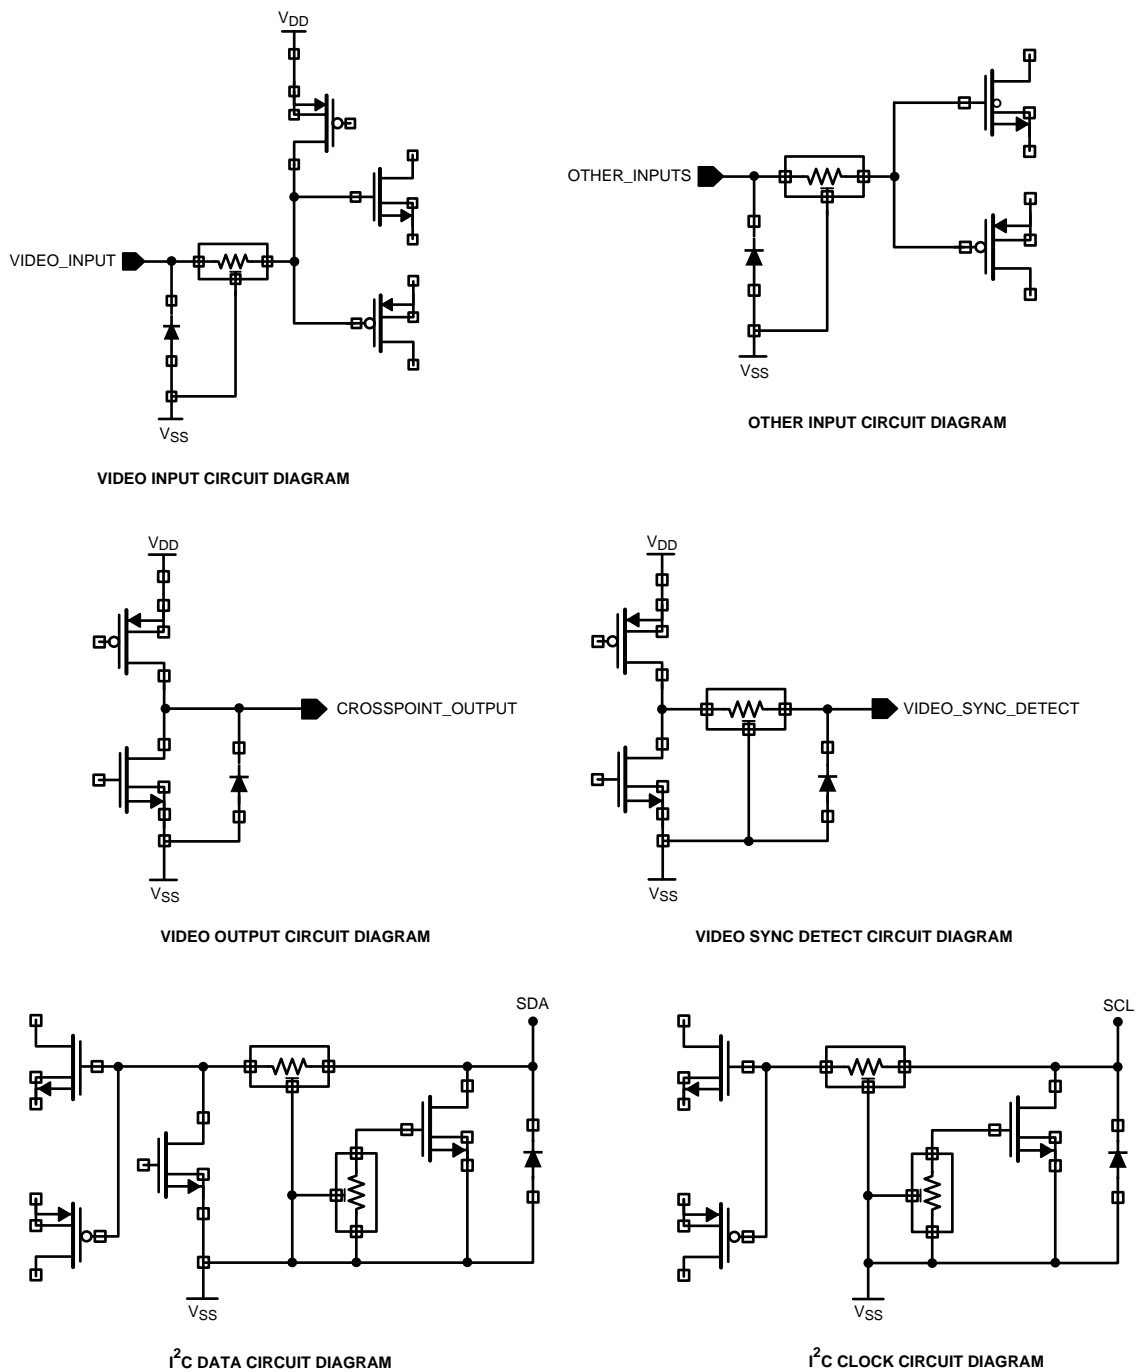 VDD
OTHER_INPUTS
VIDEO_INPUT
VSS
OTHER INPUT CIRCUIT DIAGRAM
VSS
VIDEO INPUT CIRCUIT DIAGRAM
VDD
VDD
CROSSPOINT_OUTPUT
VIDEO_SYNC_DETECT
VSS
VSS
VIDEO OUTPUT CIRCUIT DIAGRAM
VIDEO SYNC DETECT CIRCUIT DIAGRAM
SDA
SCL
VSS
VSS
I²C DATA CIRCUIT DIAGRAM
I²C CLOCK CIRCUIT DIAGRAM